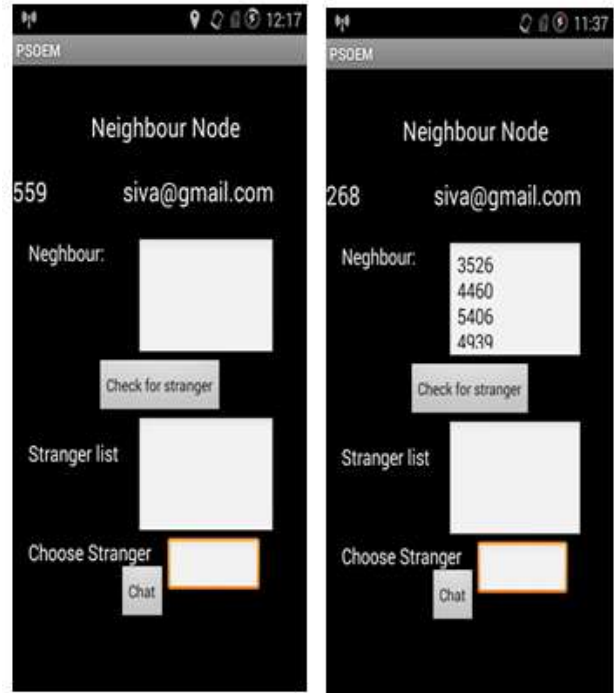 12:17
PSOEM
Neighbour Node
559 siva@gmail.com
Neghbour:
Check for stranger
Stranger list
Choose Stranger
Chat
11:37
PSOEM
Neighbour Node
268 siva@gmail.com
Neghbour:
3526
4460
5406
4939
Check for stranger
Stranger list
Choose Stranger
Chat